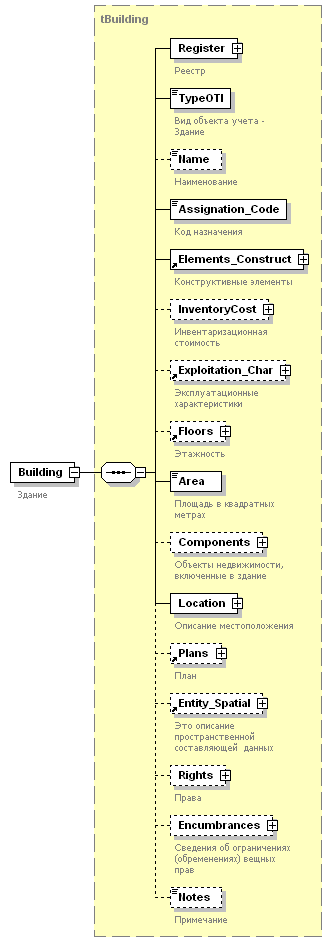 tBuilding
Register
Реестр
TypeOTI
Вид объекта учета -
Здание
Name
Наименование
Assignation_Code
Код назначения
Elements_Construct
Конструктивные элементы
InventoryCost
Инвентаризационная
стоимость
Exploitation_Char
Эксплуатационные
характеристики
Floors
Этажность
Building
Здание
Area
Площадь в квадратных
метрах
Components
Объекты недвижимости,
включенные в здание
Location
Описание местоположения
Plans
План
Entity_Spatial
Это описание
пространственной
составляющей данных
Rights
Права
Encumbrances
Сведения об ограничениях
(обременениях) вещных
прав
Notes
Примечание